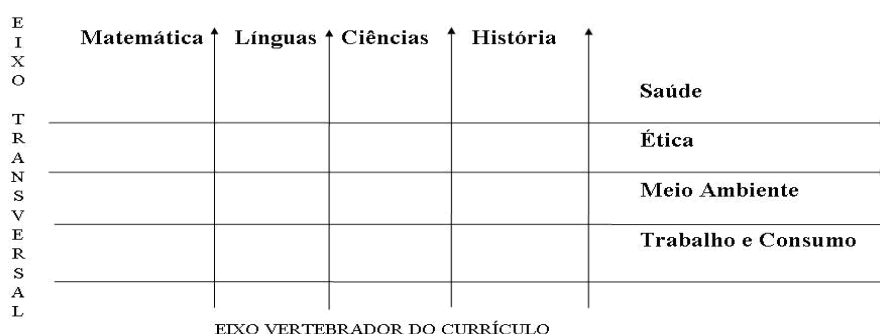 EIXO TRANSVERSAL
Matemática Línguas Ciências História
Saúde
Ética
Meio Ambiente
Trabalho e Consumo
EIXO VERTEBRADOR DO CURRÍCULO